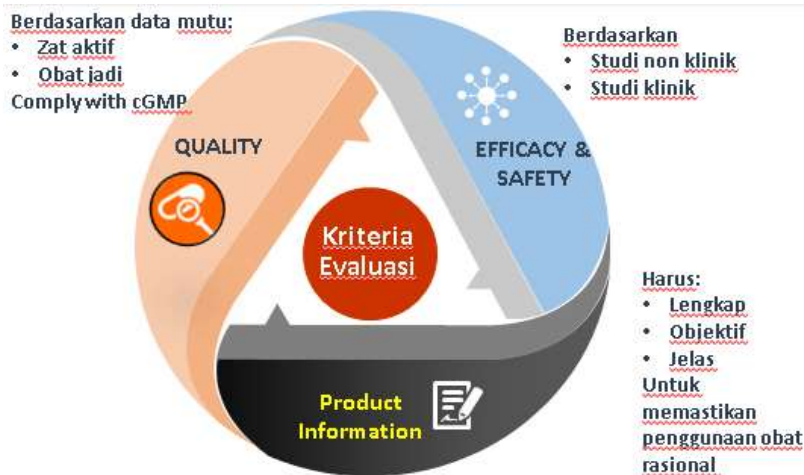 Berdasarkan data mutu:
• Zat aktif
• Obat jadi
Comply with cGMP
QUALITY
Berdasarkan
• Studi non klinik
• Studi klinik
EFFICACY &
SAFETY
Kriteria
Evaluasi
Harus:
• Lengkap
• Objektif
• Jelas
Untuk
memastikan
penggunaan obat
rasional
Product
Information